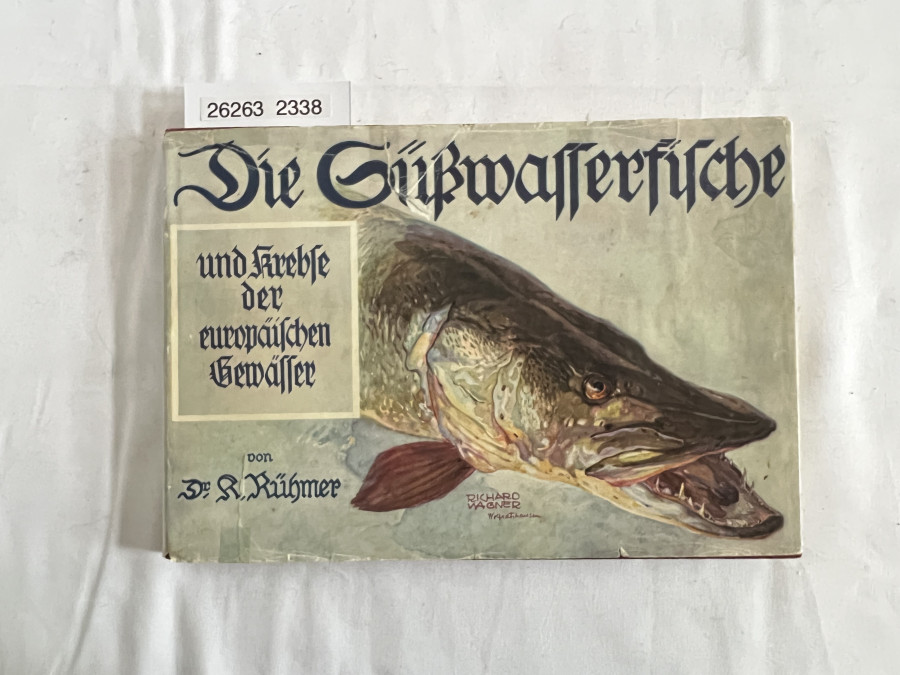 26263 2338
Die Süßwasserfische
und Krebse
der
europäischen
Gewässer
von
Dr. K. Rühmer
RICHARD
WAGNER